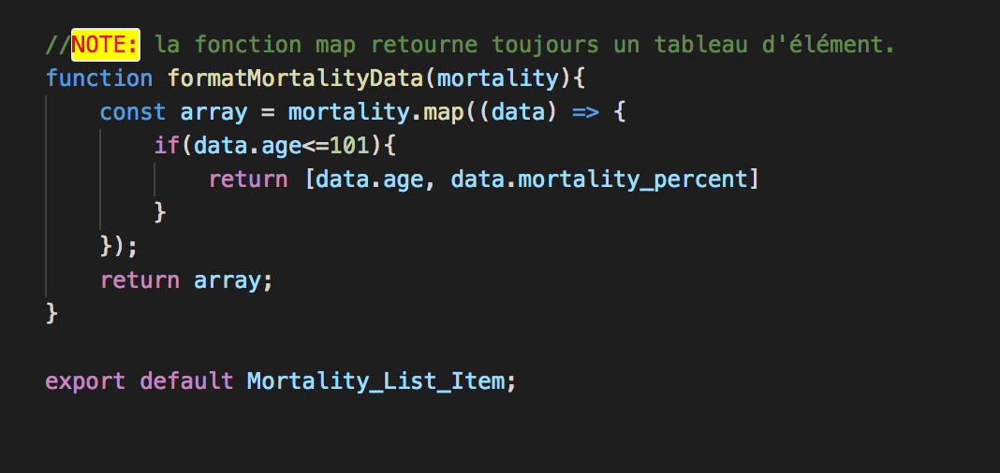 //NOTE: la fonction map retourne toujours un tableau d'élément.
function formatMortalityData(mortality){
    const array = mortality.map((data) => {
        if(data.age<=101){
            return [data.age, data.mortality_percent]
        }
    });
    return array;
}
export default Mortality_List_Item;